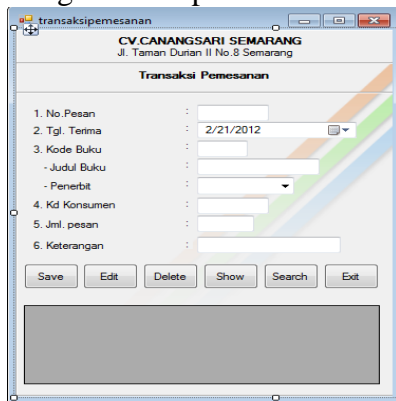 transaksipemesanan
CV.CANANGSARI SEMARANG
Jl. Taman Durian II No.8 Semarang
Transaksi Pemesanan
1. No.Pesan :
2. Tgl. Terima : 2/21/2012
3. Kode Buku :
- Judul Buku :
- Penerbit :
4. Kd Konsumen :
5. Jml. pesan :
6. Keterangan :
Save Edit Delete Show Search Exit